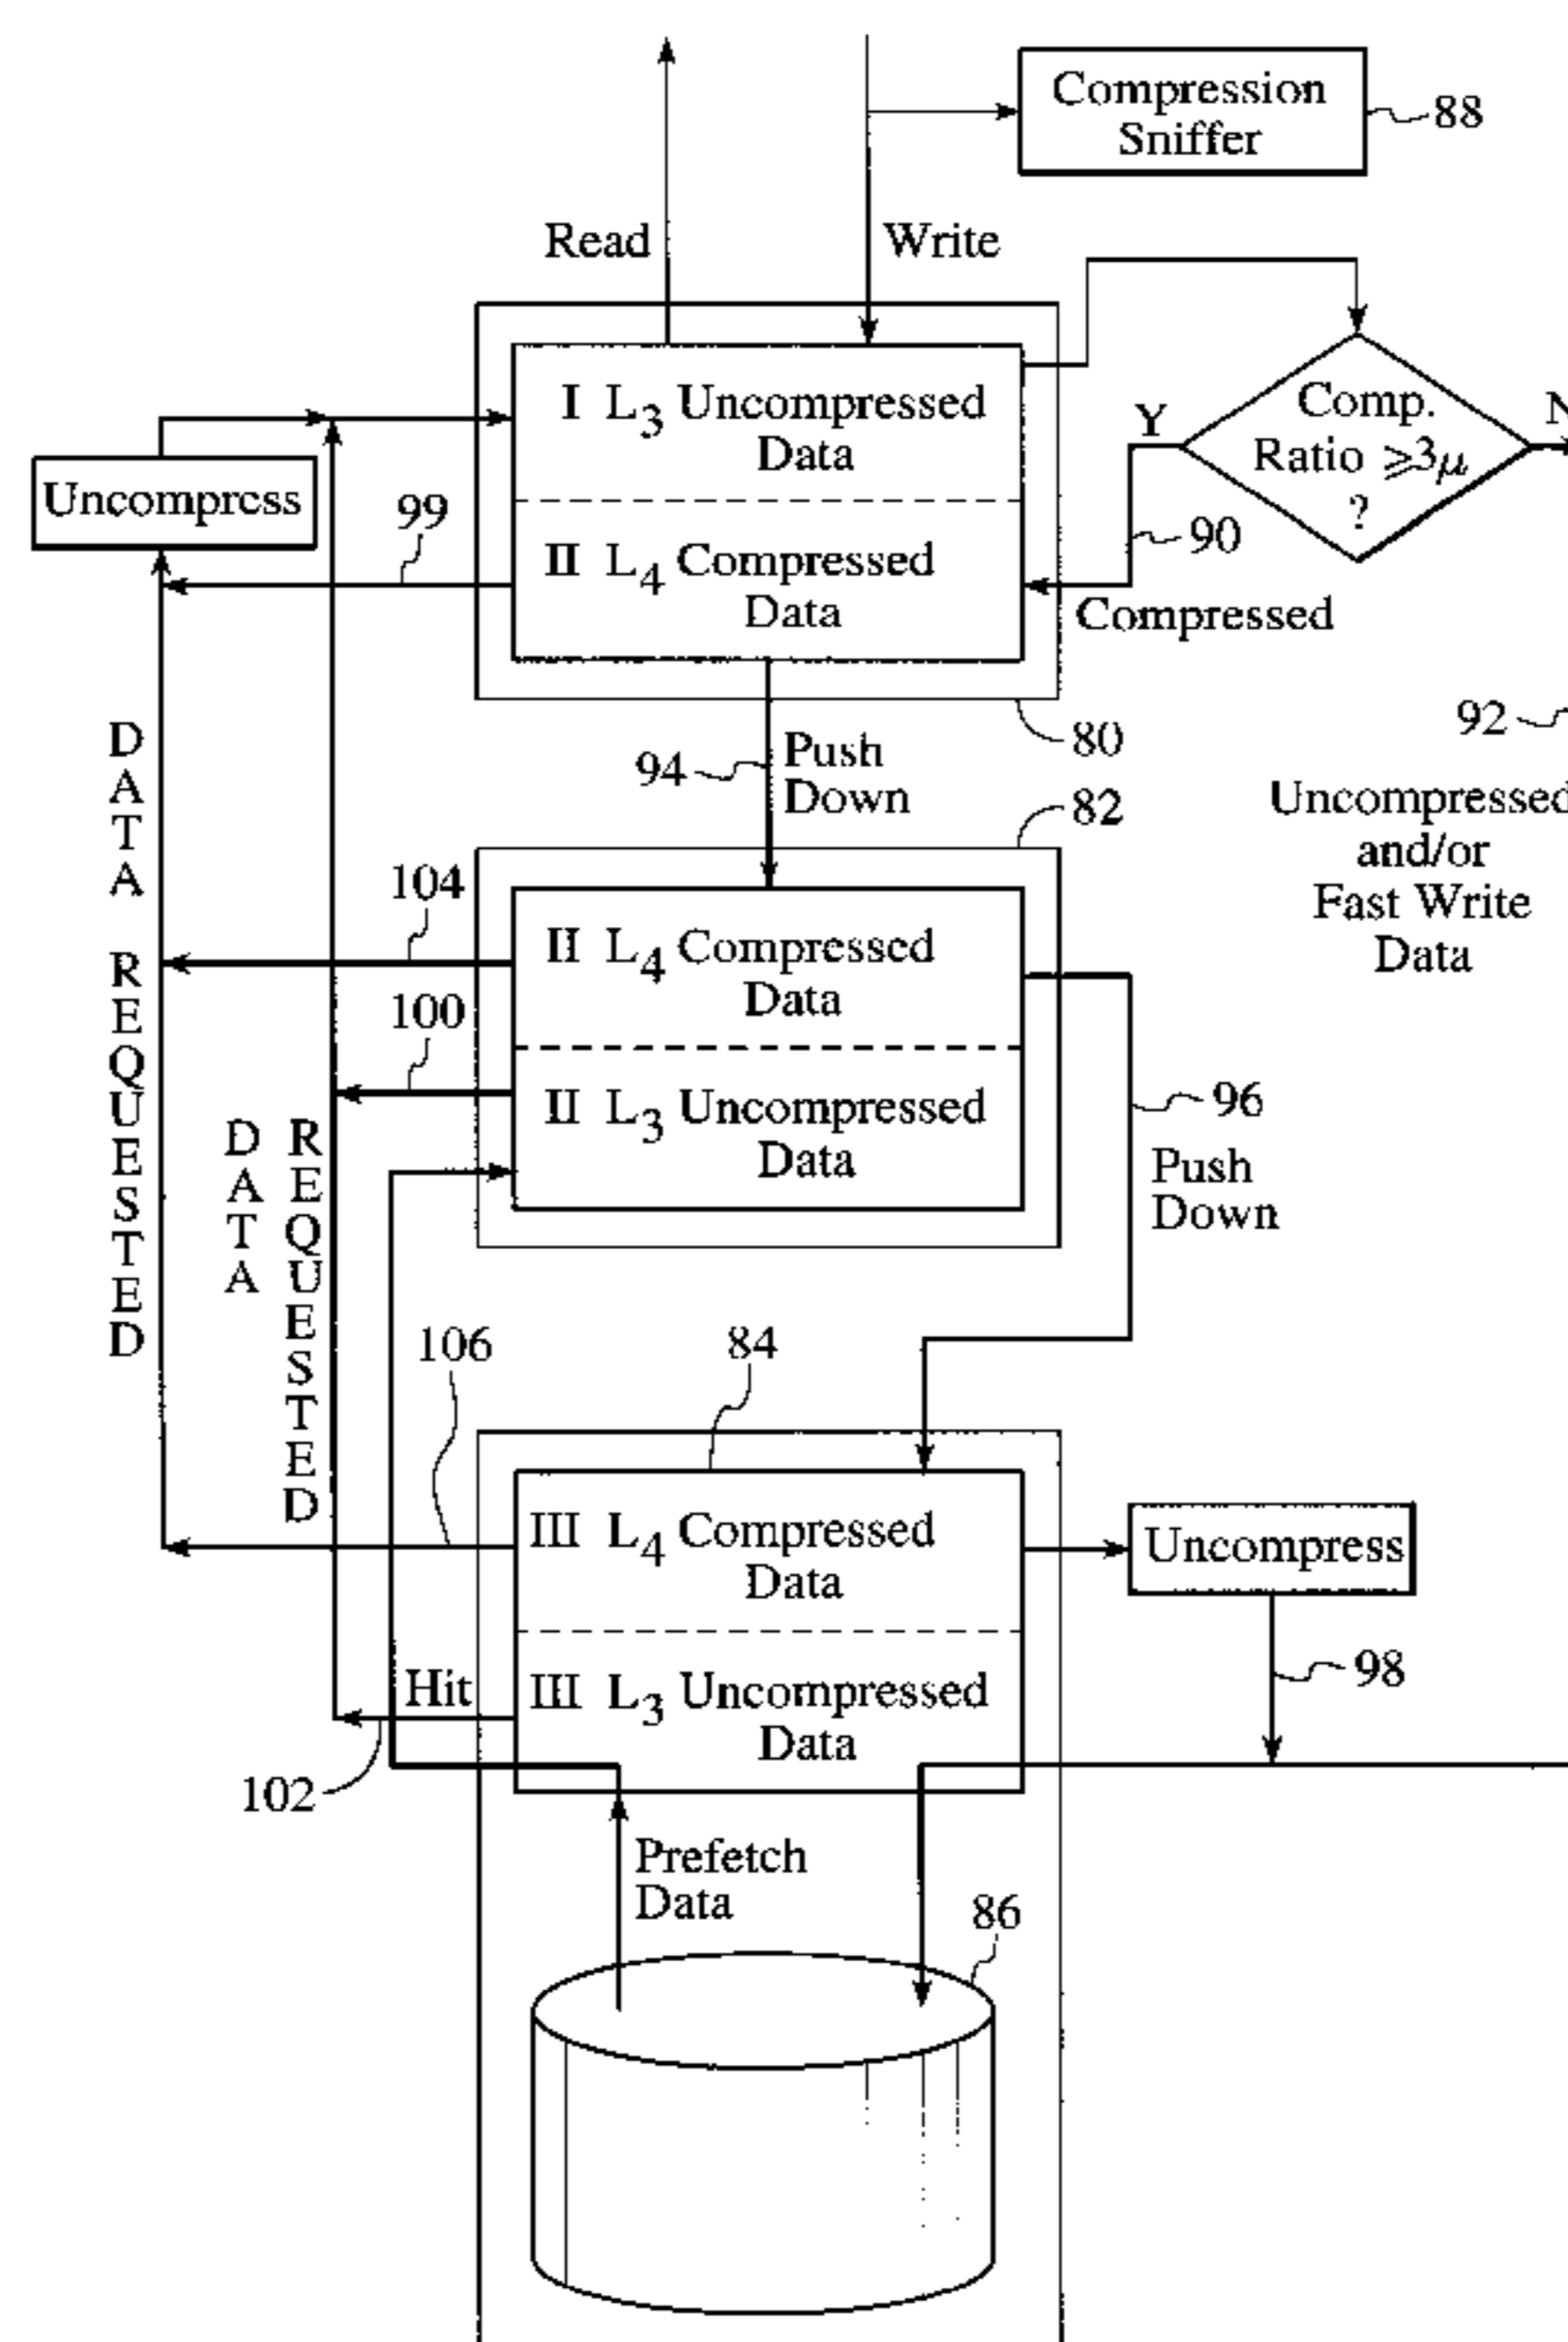 Compression
Sniffer
88
Read
Write
I L3 Uncompressed
Data
Comp.
Ratio ⩾3μ
?
Y
N
Uncompress
99
II L4 Compressed
Data
90
Compressed
80
94
Push
Down
82
92
Uncompressed
and/or
Fast Write
Data
DATA REQUESTED
104
II L4 Compressed
Data
100
II L3 Uncompressed
Data
96
Push
Down
DATA
REQUESTED
106
84
III L4 Compressed
Data
Uncompress
98
Hit
III L3 Uncompressed
Data
102
Prefetch
Data
86